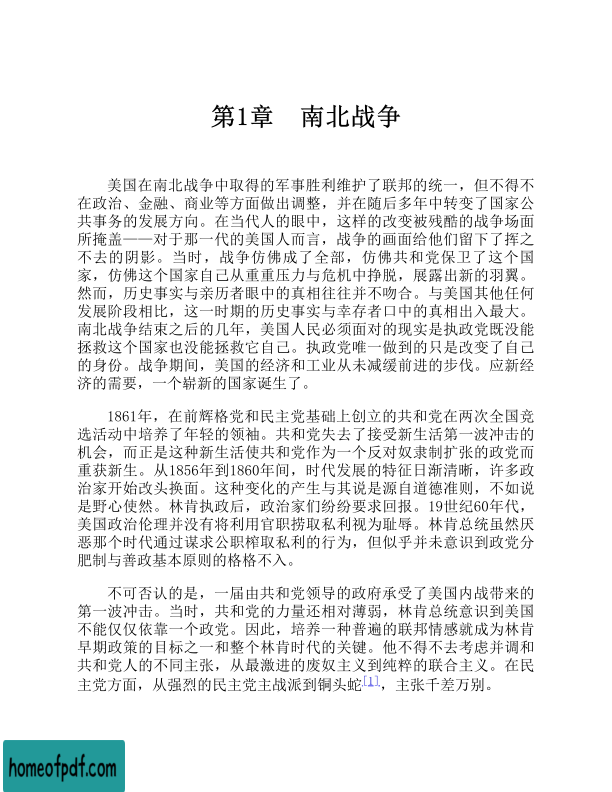 第1章　南北战争
美国在南北战争中取得的军事胜利维护了联邦的统一，但不得不
在政治、金融、商业等方面做出调整，并在随后多年中转变了国家公
共事务的发展方向。在当代人的眼中，这样的改变被残酷的战争场面
所掩盖——对于那一代的美国人而言，战争的画面给他们留下了挥之
不去的阴影。当时，战争仿佛成了全部，仿佛共和党保卫了这个国
家，仿佛这个国家自己从重重压力与危机中挣脱，展露出新的羽翼。
然而，历史事实与亲历者眼中的真相往往并不吻合。与美国其他任何
发展阶段相比，这一时期的历史事实与幸存者口中的真相出入最大。
南北战争结束之后的几年，美国人民必须面对的现实是执政党既没能
拯救这个国家也没能拯救它自己。执政党唯一做到的只是改变了自己
的身份。战争期间，美国的经济和工业从未减缓前进的步伐。应新经
济的需要，一个崭新的国家诞生了。
1861年，在前辉格党和民主党基础上创立的共和党在两次全国竞
选活动中培养了年轻的领袖。共和党失去了接受新生活第一波冲击的
机会，而正是这种新生活使共和党作为一个反对奴隶制扩张的政党而
重获新生。从1856年到1860年间，时代发展的特征日渐清晰，许多政
治家开始改头换面。这种变化的产生与其说是源自道德准则，不如说
是野心使然。林肯执政后，政治家们纷纷要求回报。19世纪60年代，
美国政治伦理并没有将利用官职捞取私利视为耻辱。林肯总统虽然厌
恶那个时代通过谋求公职榨取私利的行为，但似乎并未意识到政党分
肥制与善政基本原则的格格不入。
不可否认的是，一届由共和党领导的政府承受了美国内战带来的
第一波冲击。当时，共和党的力量还相对薄弱，林肯总统意识到美国
不能仅仅依靠一个政党。因此，培养一种普遍的联邦情感就成为林肯
早期政策的目标之一和整个林肯时代的关键。他不得不去考虑并调和
共和党人的不同主张，从最激进的废奴主义到纯粹的联合主义。在民
主党方面，从强烈的民主党主战派到铜头蛇[1]，主张千差万别。
homeofpdf.com